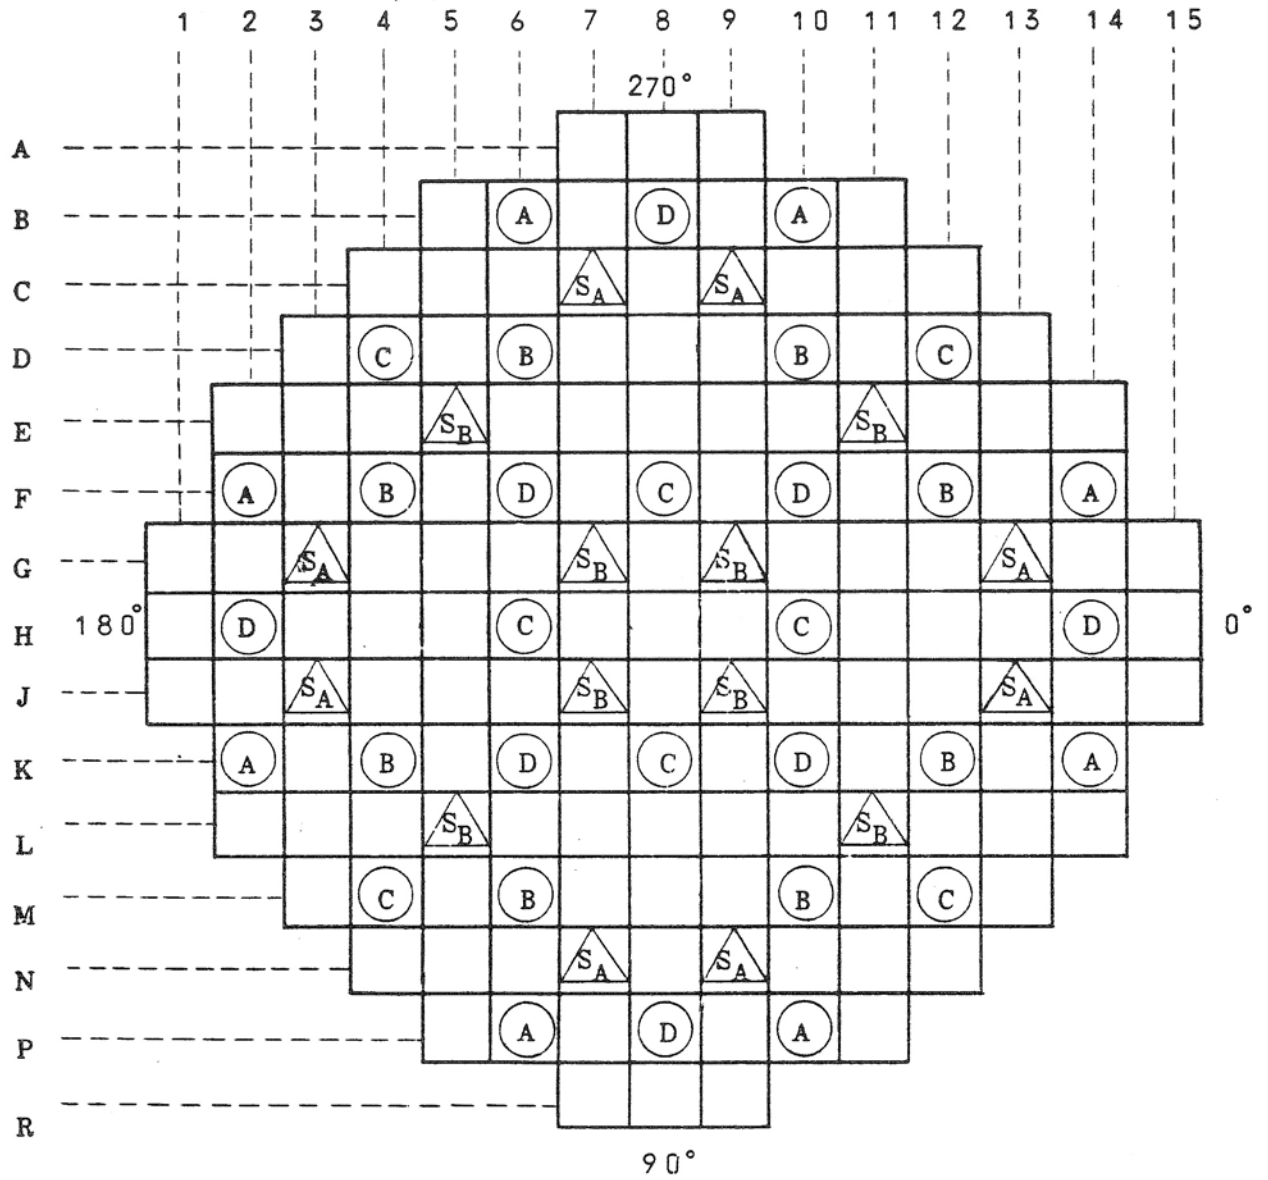 1 2 3 4 5 6 7 8 9 10 11 12 13 14 15
270°
A
B A D A
C SA SA
D C B B C
E SB SB
F A B D C D B A
G SA SB SB SA
180° H D C C D 0°
J SA SB SB SA
K A B D C D B A
L SB SB
M C B B C
N SA SA
P A D A
R
90°